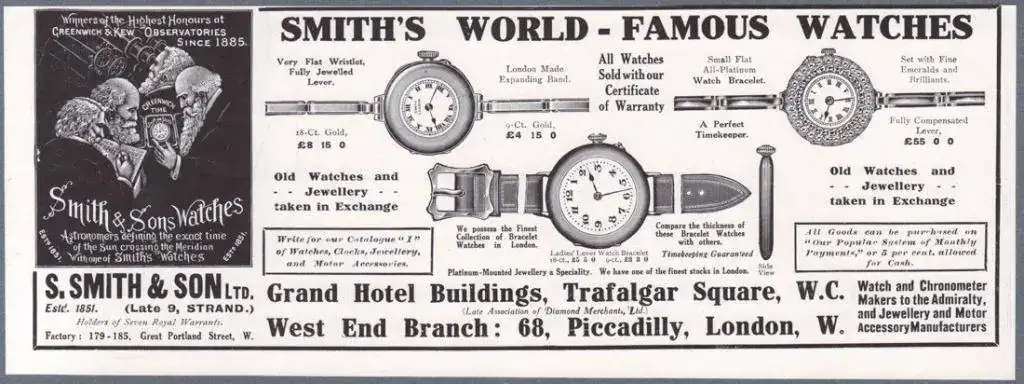 Winners of the Highest Honours at
Greenwich & Kew Observatories
Since 1885.
GREENWICH
TIME
Smith & Sons Watches
ESTD 1851.
EST: 1851.
Astronomers defining the exact time
of the Sun crossing the Meridian
with one of Smith's Watches
S. SMITH & SON LTD.
Estd. 1851. (Late 9, STRAND.)
Holders of Seven Royal Warrants.
Factory: 179-185, Great Portland Street, W.
SMITH'S WORLD-FAMOUS WATCHES
Very Flat Wristlet,
Fully Jewelled
Lever.
18-Ct. Gold,
£8 15 0
London Made
Expanding Band.
9-Ct. Gold,
£4 15 0
All Watches
Sold with our
Certificate
of Warranty
Small Flat
All-Platinum
Watch Bracelet.
A Perfect
Timekeeper.
Set with Fine
Emeralds and
Brilliants.
Fully Compensated
Lever,
£55 0 0
Old Watches and
- - Jewellery - -
taken in Exchange
Write for our Catalogue "I"
of Watches, Clocks, Jewellery,
and Motor Accessories.
We possess the Finest
Collection of Bracelet
Watches in London.
Ladies' Lever Watch Bracelet
18-ct., £5 5 0 9-ct., £3 3 0
Compare the thickness of
these Bracelet Watches
with others.
Timekeeping Guaranteed
Side
View
Old Watches and
- - Jewellery - -
taken in Exchange
All Goods can be purchased on
"Our Popular System of Monthly
Payments," or 5 per cent. allowed
for Cash.
Platinum-Mounted Jewellery a Speciality. We have one of the finest stocks in London.
Grand Hotel Buildings, Trafalgar Square, W.C.
(Late Association of Diamond Merchants, Ltd.)
West End Branch: 68, Piccadilly, London, W.
Watch and Chronometer
Makers to the Admiralty,
and Jewellery and Motor
Accessory Manufacturers